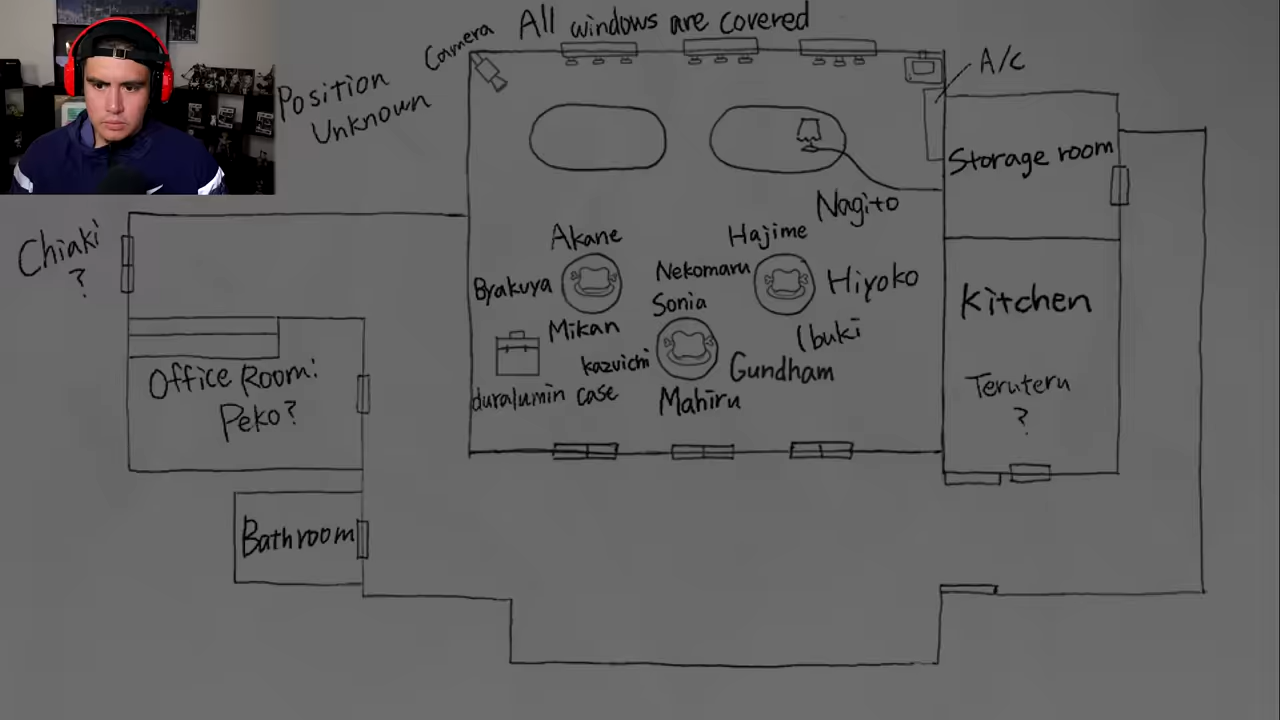 All windows are covered
Camera
A/C
Position
Unknown
Storage room
Nagito
Chiaki
?
Akane
Hajime
Byakuya
Nekomaru
Hiyoko
Sonia
Kitchen
Mikan
Ibuki
kazuichi
Gundham
Office Room:
Peko?
duralumin case
Mahiru
Teruteru
?
Bathroom